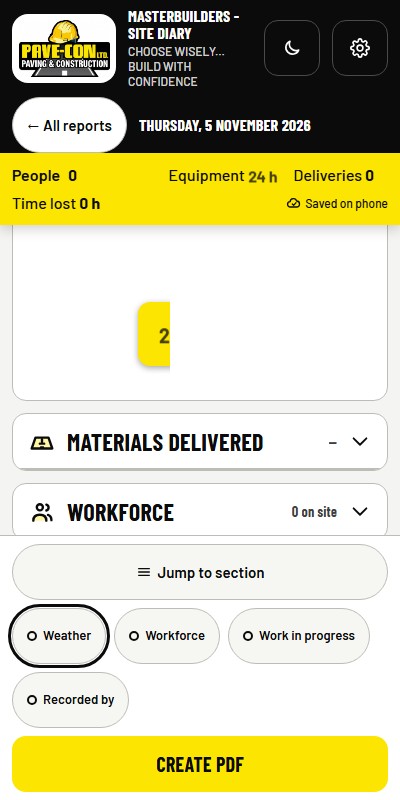 PAVE-CON LTD.
PAVING & CONSTRUCTION
MASTERBUILDERS -
SITE DIARY
CHOOSE WISELY...
BUILD WITH
CONFIDENCE
← All reports
THURSDAY, 5 NOVEMBER 2026
People 0
Equipment 24 h
Deliveries 0
Time lost 0 h
Saved on phone
2
MATERIALS DELIVERED
–
WORKFORCE
0 on site
Jump to section
Weather
Workforce
Work in progress
Recorded by
CREATE PDF